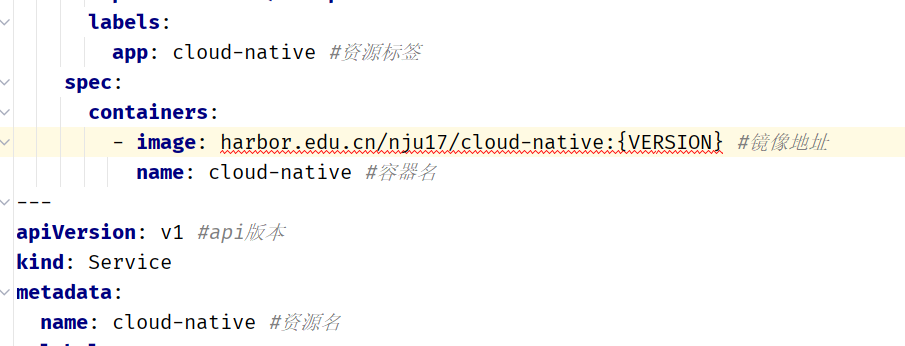 labels:
app: cloud-native #资源标签
spec:
containers:
- image: harbor.edu.cn/nju17/cloud-native:{VERSION} #镜像地址
name: cloud-native #容器名
---
apiVersion: v1 #api版本
kind: Service
metadata:
name: cloud-native #资源名